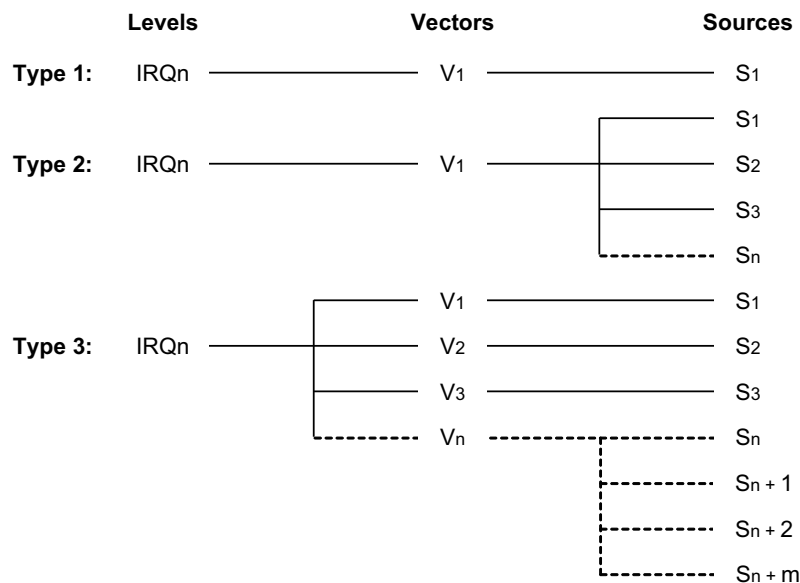 Levels Vectors Sources
Type 1: IRQn V1 S1
S1
Type 2: IRQn V1 S2
S3
Sn
V1 S1
Type 3: IRQn V2 S2
V3 S3
Vn Sn
Sn + 1
Sn + 2
Sn + m